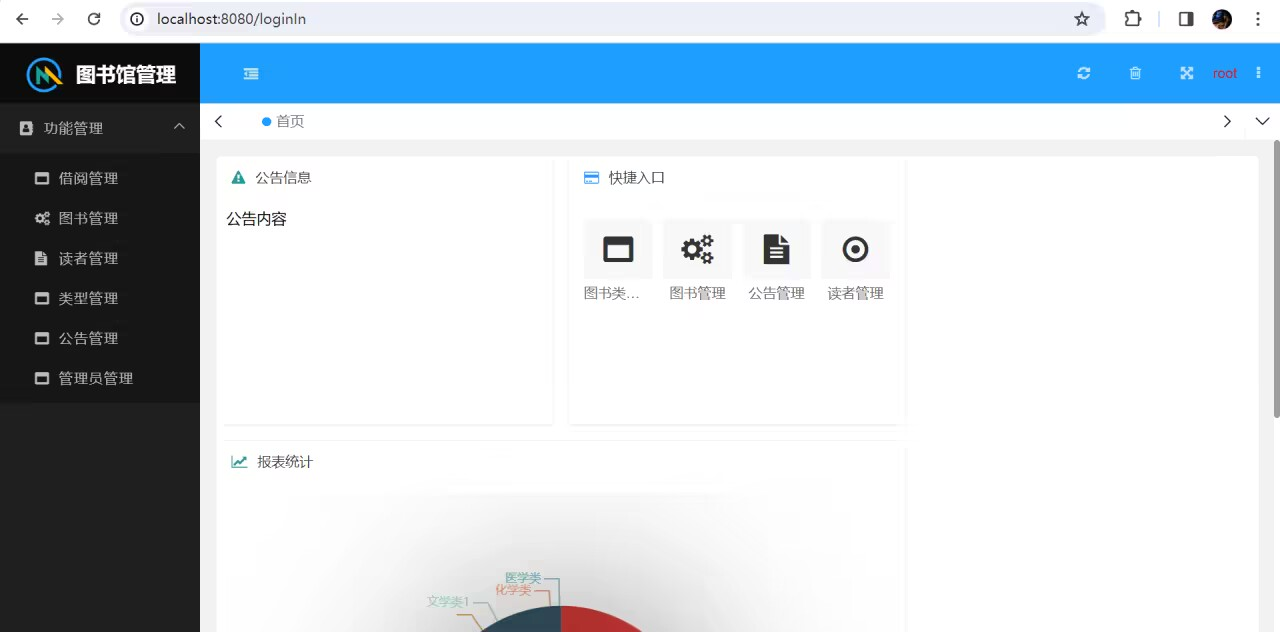 localhost:8080/loginIn
图书馆管理
root
功能管理
首页
借阅管理
图书管理
读者管理
类型管理
公告管理
管理员管理
公告信息
公告内容
快捷入口
图书类...
图书管理
公告管理
读者管理
报表统计
医学类
化学类
文学类1